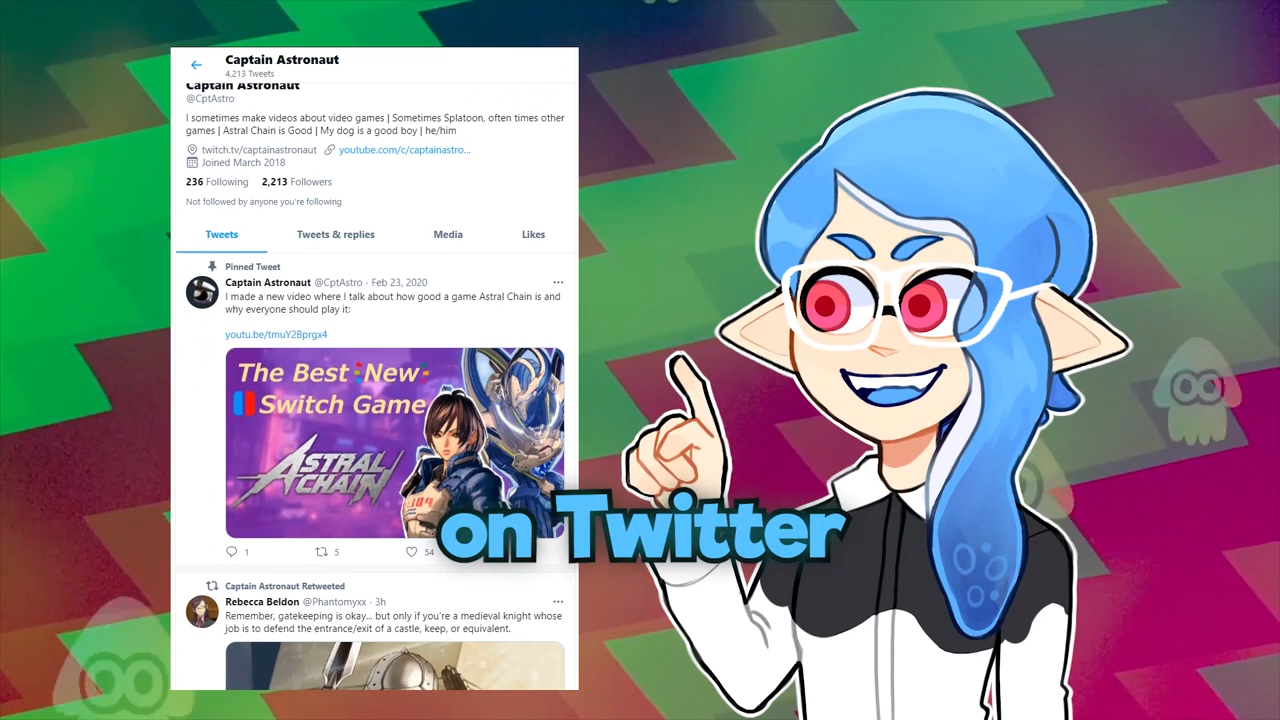 Captain Astronaut
4,213 Tweets
Captain Astronaut
@CptAstro
I sometimes make videos about video games | Sometimes Splatoon, often times other
games | Astral Chain is Good | My dog is a good boy | he/him
twitch.tv/captainastronaut youtube.com/c/captainastro...
Joined March 2018
236 Following 2,213 Followers
Not followed by anyone you're following
Tweets Tweets & replies Media Likes
Pinned Tweet
Captain Astronaut @CptAstro · Feb 23, 2020
I made a new video where I talk about how good a game Astral Chain is and
why everyone should play it:
youtu.be/tmuY2Bprgx4
The Best New
Switch Game
ASTRAL
CHAIN
109
on Twitter
1 5 54
Captain Astronaut Retweeted
Rebecca Beldon @Phantomyxx · 3h
Remember, gatekeeping is okay... but only if you're a medieval knight whose
job is to defend the entrance/exit of a castle, keep, or equivalent.